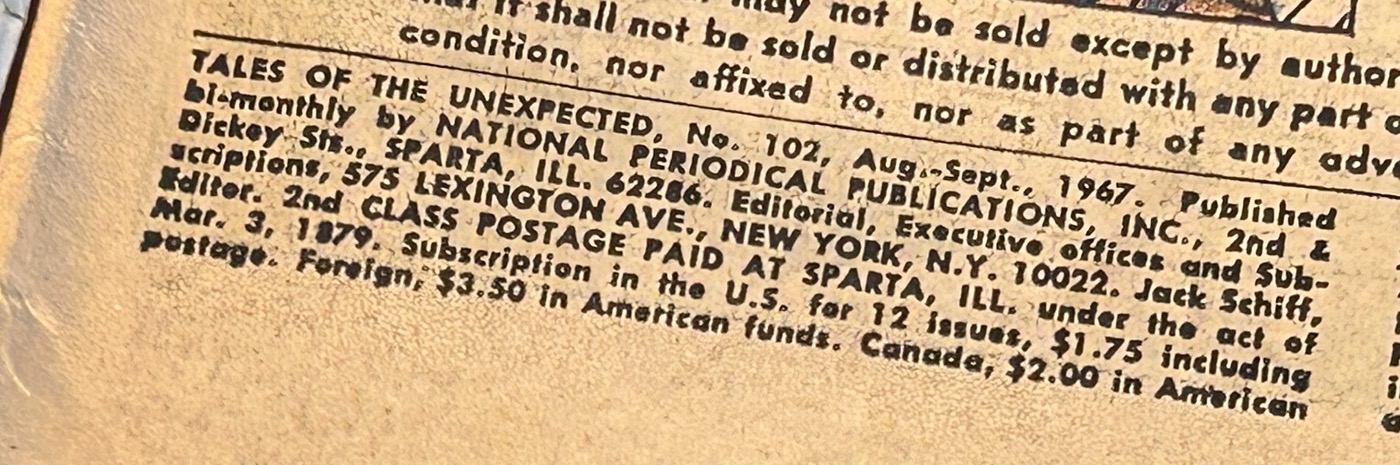 may not be sold except by author
it shall not be sold or distributed with any part
condition, nor affixed to, nor as part of any adv
TALES OF THE UNEXPECTED, No. 102, Aug.-Sept., 1967. Published
bi-monthly by NATIONAL PERIODICAL PUBLICATIONS, INC., 2nd &
Dickey Sts., SPARTA, ILL. 62286. Editorial, Executive offices and Sub-
scriptions, 575 LEXINGTON AVE., NEW YORK, N.Y. 10022. Jack Schiff,
Editor. 2nd CLASS POSTAGE PAID AT SPARTA, ILL. under the act of
Mar. 3, 1879. Subscription in the U.S. for 12 issues, $1.75 including
postage. Foreign, $3.50 in American funds. Canada, $2.00 in American